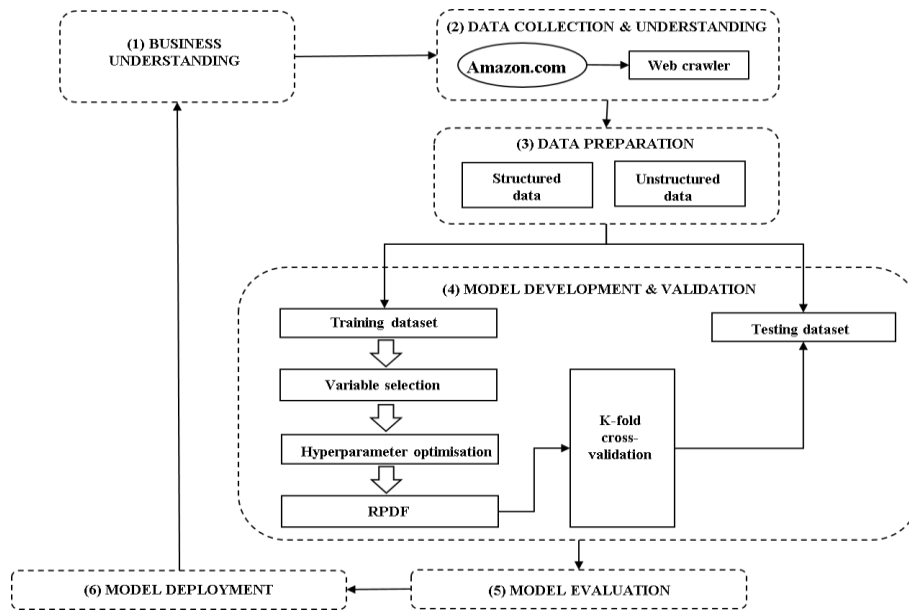 (1) BUSINESS
UNDERSTANDING
(2) DATA COLLECTION & UNDERSTANDING
Amazon.com
Web crawler
(3) DATA PREPARATION
Structured
data
Unstructured
data
(4) MODEL DEVELOPMENT & VALIDATION
Training dataset
Testing dataset
Variable selection
K-fold
cross-
validation
Hyperparameter optimisation
RPDF
(6) MODEL DEPLOYMENT
(5) MODEL EVALUATION